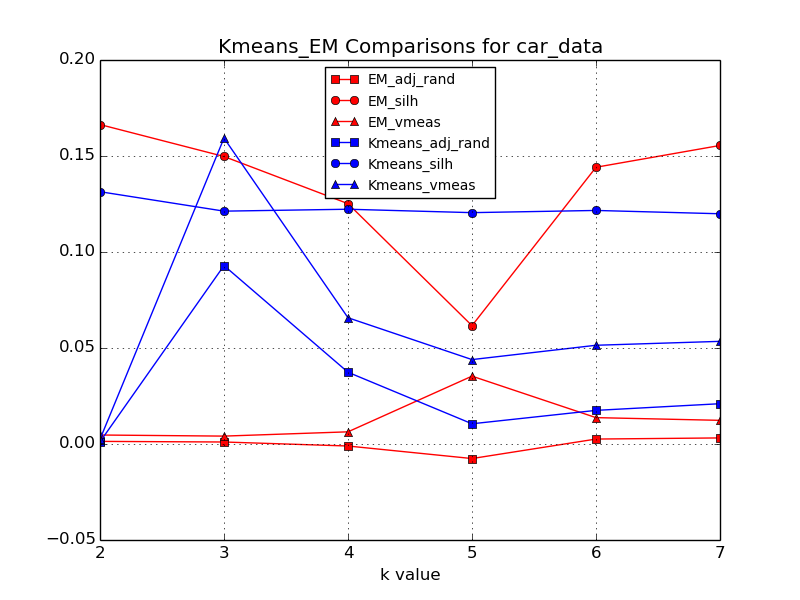 Kmeans_EM Comparisons for car_data
0.20
0.15
0.10
0.05
0.00
−0.05
EM_adj_rand
EM_silh
EM_vmeas
Kmeans_adj_rand
Kmeans_silh
Kmeans_vmeas
2 3 4 5 6 7
k value